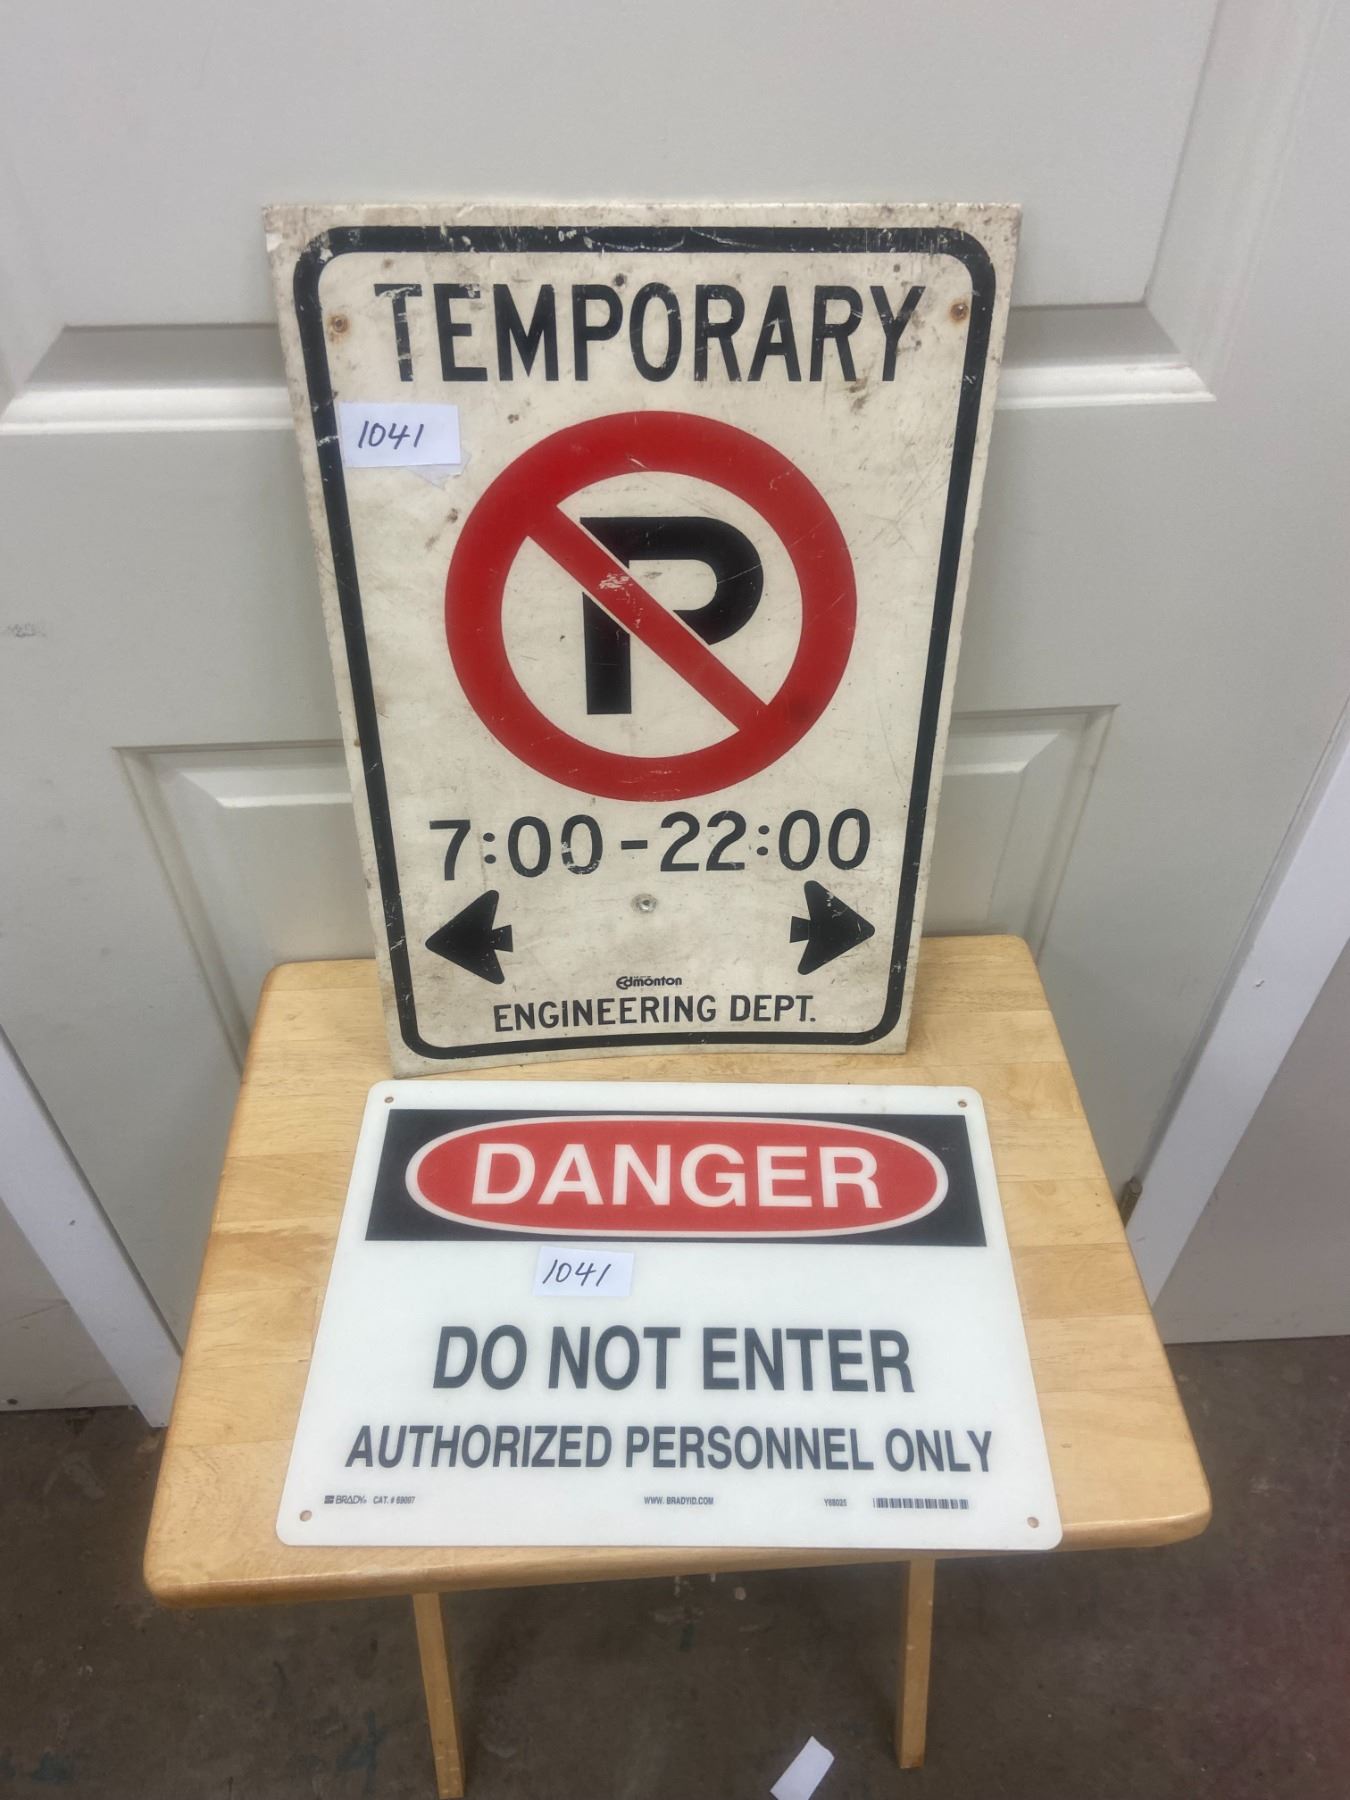 TEMPORARY
1041
P
7:00-22:00
Edmonton
ENGINEERING DEPT.
DANGER
1041
DO NOT ENTER
AUTHORIZED PERSONNEL ONLY
BRADY CAT. # 69097 WWW.BRADYID.COM